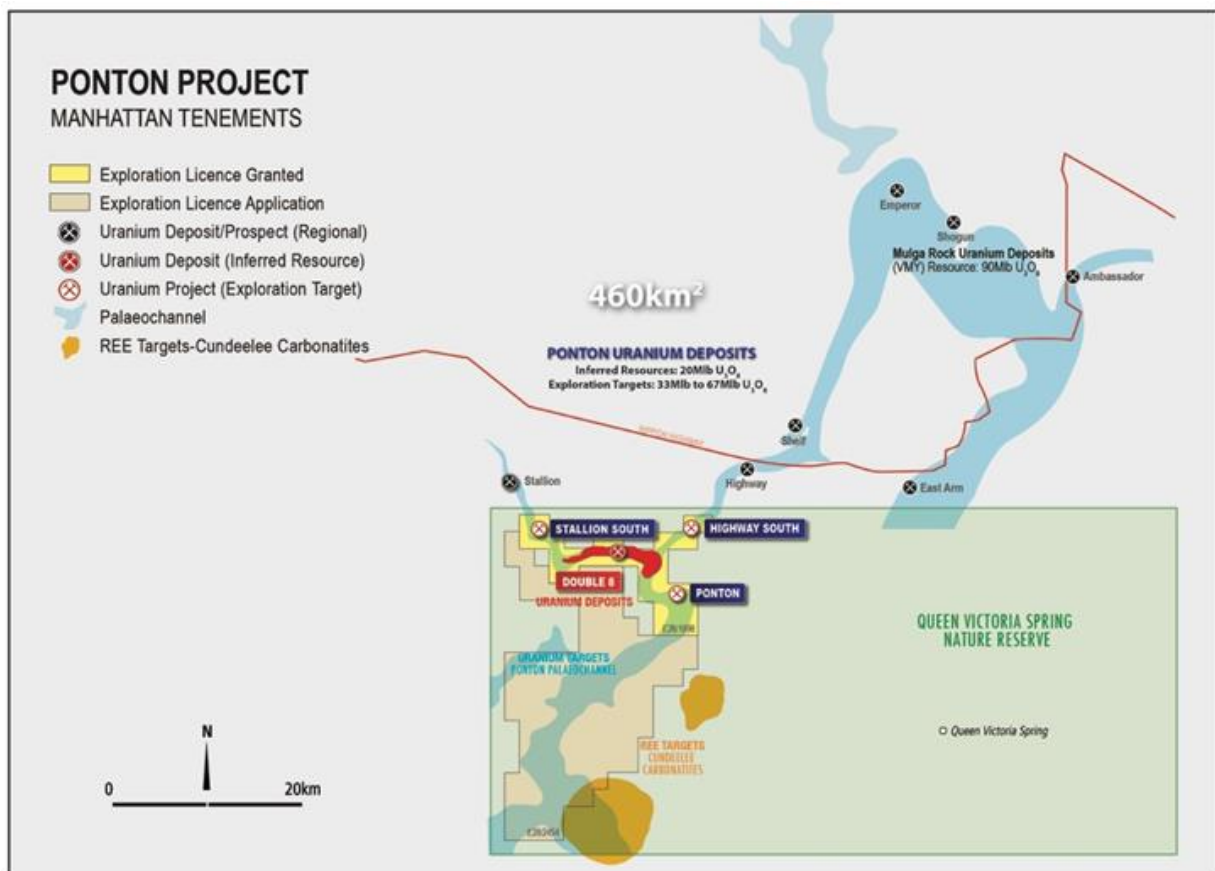 PONTON PROJECT
MANHATTAN TENEMENTS
Exploration Licence Granted
Exploration Licence Application
Uranium Deposit/Prospect (Regional)
Uranium Deposit (Inferred Resource)
Uranium Project (Exploration Target)
Palaeochannel
REE Targets-Cundeelee Carbonatites
Emperor
Shogun
Mulga Rock Uranium Deposits
(VMY) Resource: 90Mlb U₃O₈
Ambassador
460km²
PONTON URANIUM DEPOSITS
Inferred Resources: 20Mlb U₃O₈
Exploration Targets: 33Mlb to 67Mlb U₃O₈
Shelf
Highway
Stallion
East Arm
STALLION SOUTH
HIGHWAY SOUTH
DOUBLE 8
URANIUM DEPOSITS
PONTON
QUEEN VICTORIA SPRING
NATURE RESERVE
URANIUM TARGETS
PONTON PALAEOCHANNEL
REE TARGETS
CUNDEELEE
CARBONATITES
Queen Victoria Spring
N
0 20km